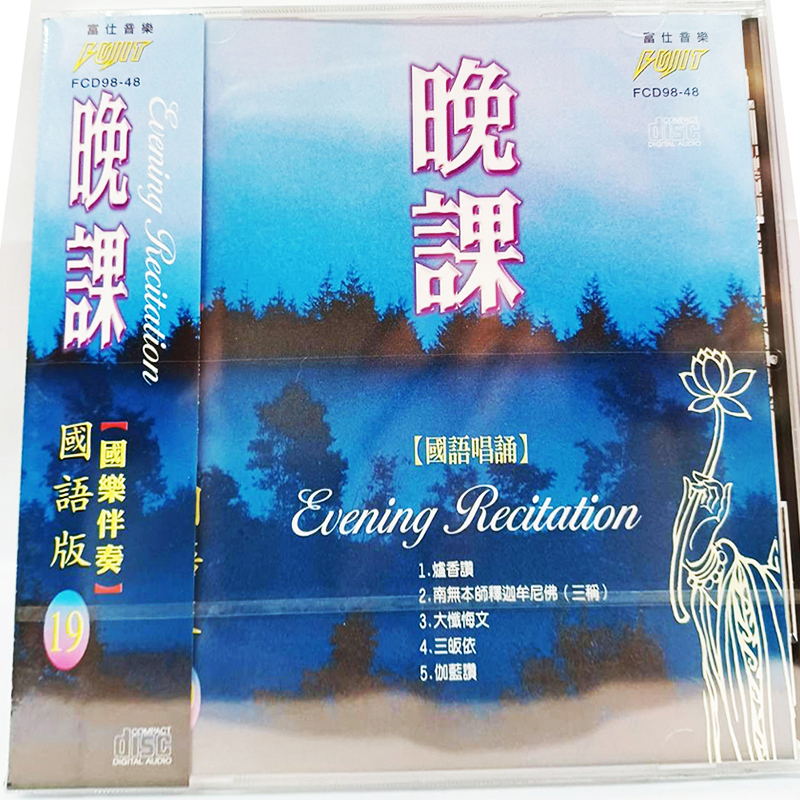 富仕音樂
FUJIT
FCD98-48
晚課
Evening Recitation
【國樂伴奏】
國語版
19
COMPACT
disc
DIGITAL AUDIO
富仕音樂
FUJIT
FCD98-48
COMPACT
disc
DIGITAL AUDIO
晚課
【國語唱誦】
Evening Recitation
1.爐香讚
2.南無本師釋迦牟尼佛(三稱)
3.大懺悔文
4.三皈依
5.伽藍讚